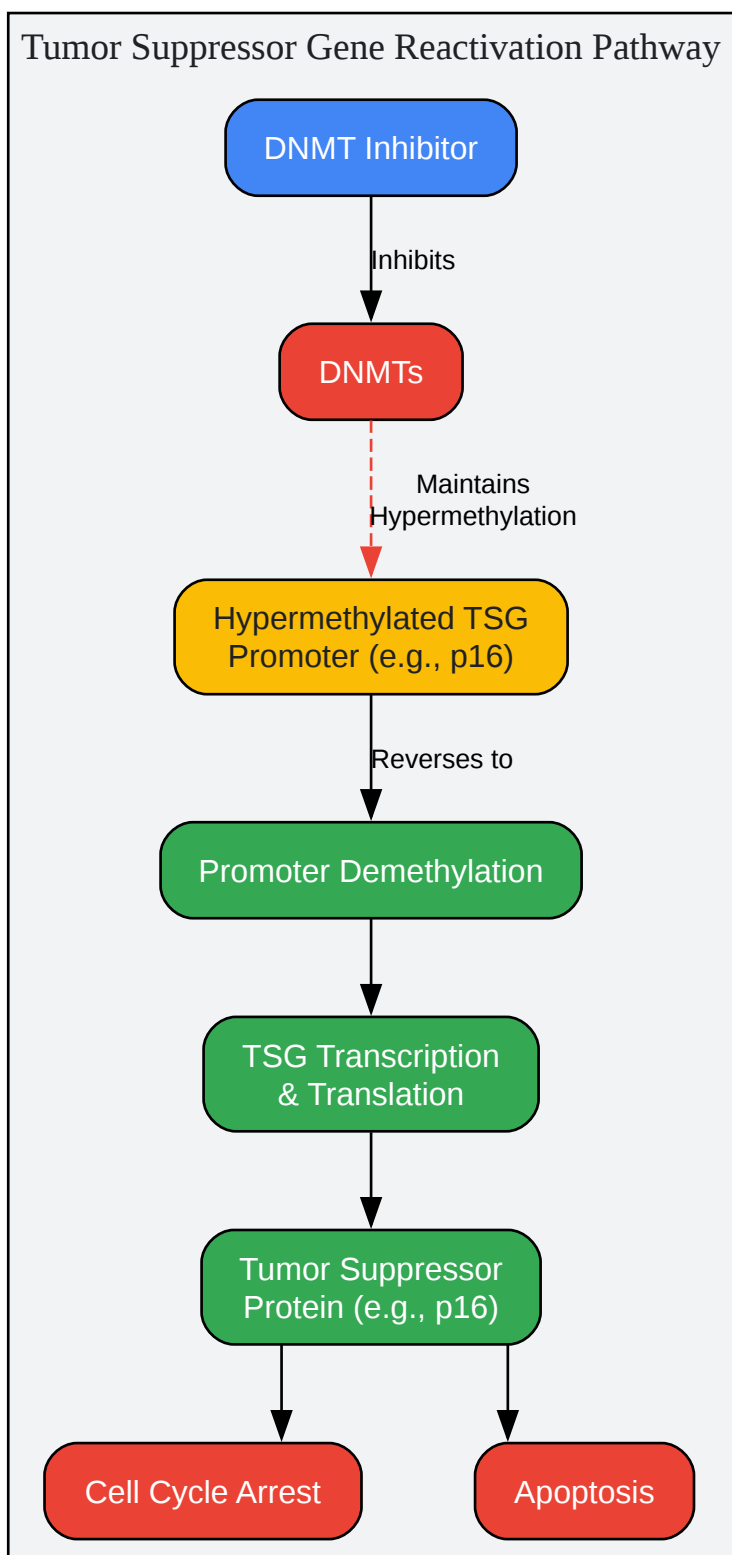 Tumor Suppressor Gene Reactivation Pathway
DNMT Inhibitor
Inhibits
DNMTs
Maintains
Hypermethylation
Hypermethylated TSG
Promoter (e.g., p16)
Reverses to
Promoter Demethylation
TSG Transcription
& Translation
Tumor Suppressor
Protein (e.g., p16)
Cell Cycle Arrest
Apoptosis